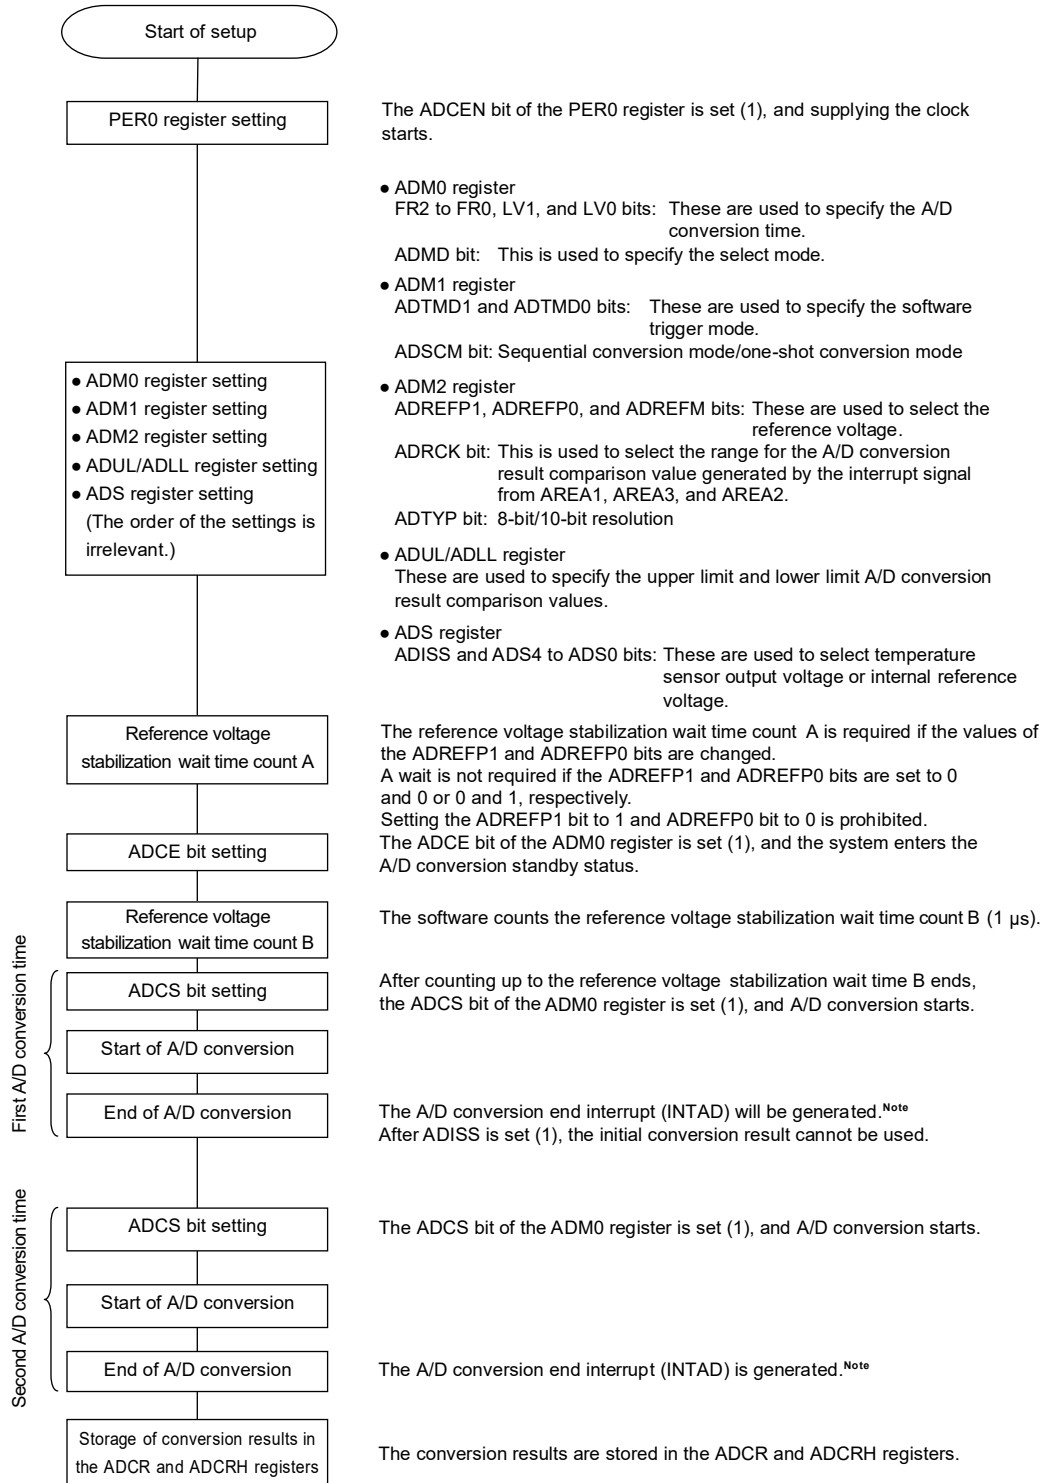 Start of setup
PER0 register setting
The ADCEN bit of the PER0 register is set (1), and supplying the clock
starts.
● ADM0 register
FR2 to FR0, LV1, and LV0 bits: These are used to specify the A/D
conversion time.
ADMD bit: This is used to specify the select mode.
● ADM1 register
ADTMD1 and ADTMD0 bits: These are used to specify the software
trigger mode.
ADSCM bit: Sequential conversion mode/one-shot conversion mode
● ADM0 register setting
● ADM1 register setting
● ADM2 register setting
● ADUL/ADLL register setting
● ADS register setting
(The order of the settings is
irrelevant.)
● ADM2 register
ADREFP1, ADREFP0, and ADREFM bits: These are used to select the
reference voltage.
ADRCK bit: This is used to select the range for the A/D conversion
result comparison value generated by the interrupt signal
from AREA1, AREA3, and AREA2.
ADTYP bit: 8-bit/10-bit resolution
● ADUL/ADLL register
These are used to specify the upper limit and lower limit A/D conversion
result comparison values.
● ADS register
ADISS and ADS4 to ADS0 bits: These are used to select temperature
sensor output voltage or internal reference
voltage.
Reference voltage
stabilization wait time count A
The reference voltage stabilization wait time count A is required if the values of
the ADREFP1 and ADREFP0 bits are changed.
A wait is not required if the ADREFP1 and ADREFP0 bits are set to 0
and 0 or 0 and 1, respectively.
Setting the ADREFP1 bit to 1 and ADREFP0 bit to 0 is prohibited.
ADCE bit setting
The ADCE bit of the ADM0 register is set (1), and the system enters the
A/D conversion standby status.
Reference voltage
stabilization wait time count B
The software counts the reference voltage stabilization wait time count B (1 μs).
First A/D conversion time
ADCS bit setting
After counting up to the reference voltage stabilization wait time B ends,
the ADCS bit of the ADM0 register is set (1), and A/D conversion starts.
Start of A/D conversion
End of A/D conversion
The A/D conversion end interrupt (INTAD) will be generated.Note
After ADISS is set (1), the initial conversion result cannot be used.
Second A/D conversion time
ADCS bit setting
The ADCS bit of the ADM0 register is set (1), and A/D conversion starts.
Start of A/D conversion
End of A/D conversion
The A/D conversion end interrupt (INTAD) is generated.Note
Storage of conversion results in
the ADCR and ADCRH registers
The conversion results are stored in the ADCR and ADCRH registers.